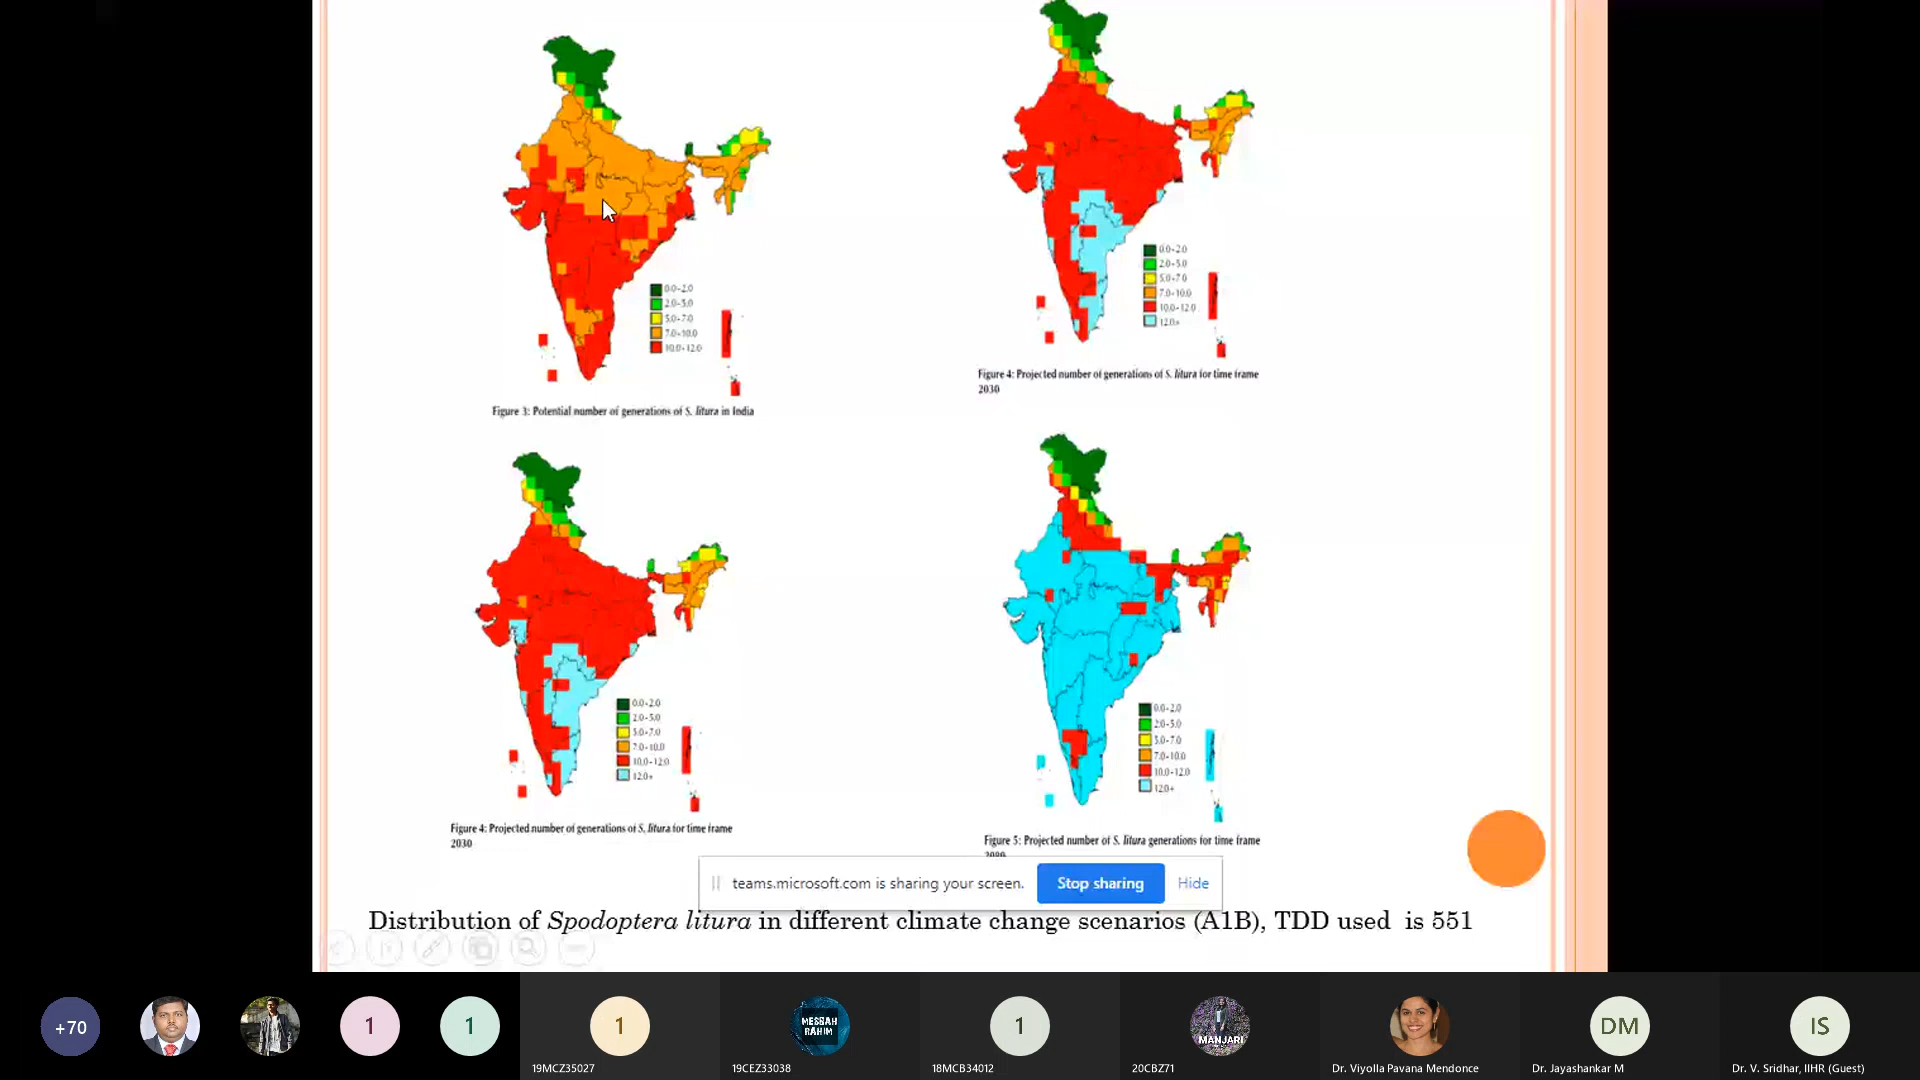 0.0-2.0
2.0-5.0
5.0-7.0
7.0-10.0
10.0-12.0
Figure 3: Potential number of generations of S. litura in India
0.0-2.0
2.0-5.0
5.0-7.0
7.0-10.0
10.0-12.0
12.0+
Figure 4: Projected number of generations of S. litura for time frame
2030
0.0-2.0
2.0-5.0
5.0-7.0
7.0-10.0
10.0-12.0
12.0+
Figure 4: Projected number of generations of S. litura for time frame
2030
0.0-2.0
2.0-5.0
5.0-7.0
7.0-10.0
10.0-12.0
12.0+
Figure 5: Projected number of S. litura generations for time frame
teams.microsoft.com is sharing your screen. Stop sharing Hide
Distribution of Spodoptera litura in different climate change scenarios (A1B), TDD used is 551
+70
1
1
1
19MCZ35027
MESBAH
RAHIM
19CEZ33038
1
18MCB34012
MANJARI
20CBZ71
Dr. Viyolla Pavana Mendonce
DM
Dr. Jayashankar M
IS
Dr. V. Sridhar, IIHR (Guest)